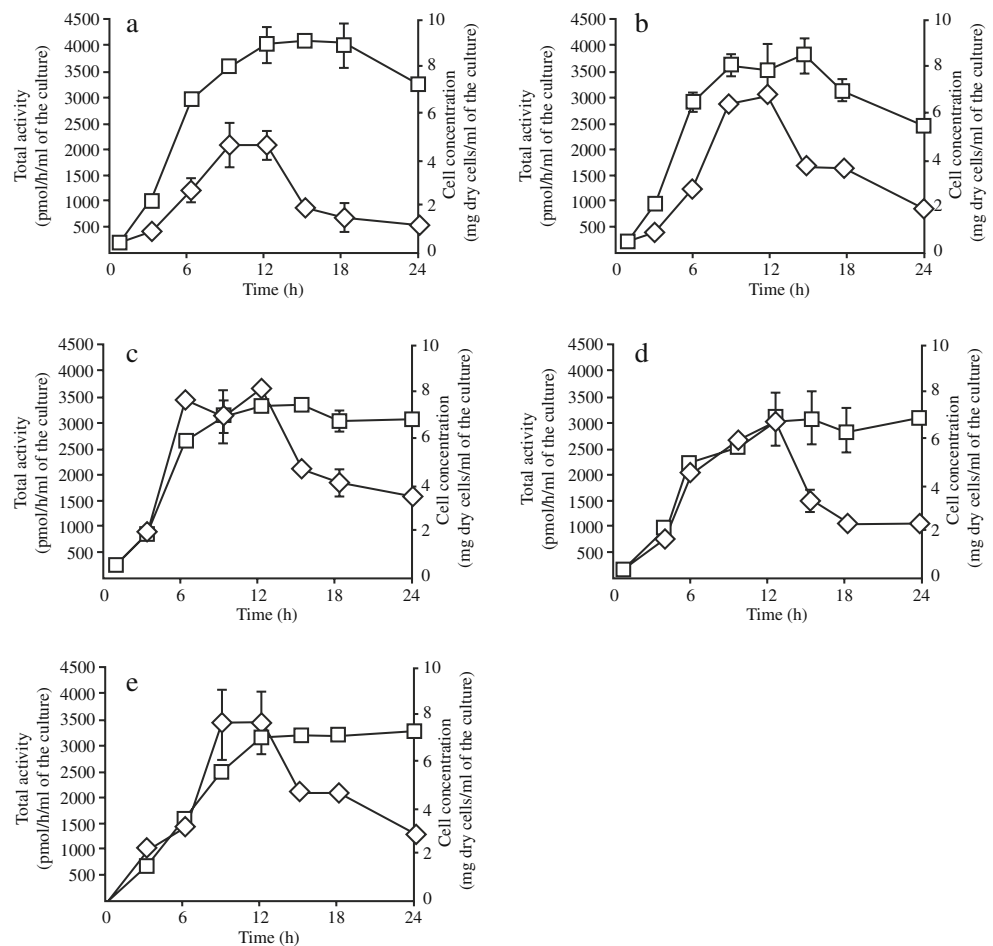 a
4500
4000
3500
3000
2500
2000
1500
1000
500
Total activity
(pmol/h/ml of the culture)
10
8
6
4
2
0
Cell concentration
(mg dry cells/ml of the culture)
0 6 12 18 24
Time (h)
b
4500
4000
3500
3000
2500
2000
1500
1000
500
Total activity
(pmol/h/ml of the culture)
10
8
6
4
2
0
Cell concentration
(mg dry cells/ml of the culture)
0 6 12 18 24
Time (h)
c
4500
4000
3500
3000
2500
2000
1500
1000
500
Total activity
(pmol/h/ml of the culture)
10
8
6
4
2
0
Cell concentration
(mg dry cells/ml of the culture)
0 6 12 18 24
Time (h)
d
4500
4000
3500
3000
2500
2000
1500
1000
500
Total activity
(pmol/h/ml of the culture)
10
8
6
4
2
0
Cell concentration
(mg dry cells/ml of the culture)
0 6 12 18 24
Time (h)
e
4500
4000
3500
3000
2500
2000
1500
1000
500
Total activity
(pmol/h/ml of the culture)
10
8
6
4
2
0
Cell concentration
(mg dry cells/ml of the culture)
0 6 12 18 24
Time (h)